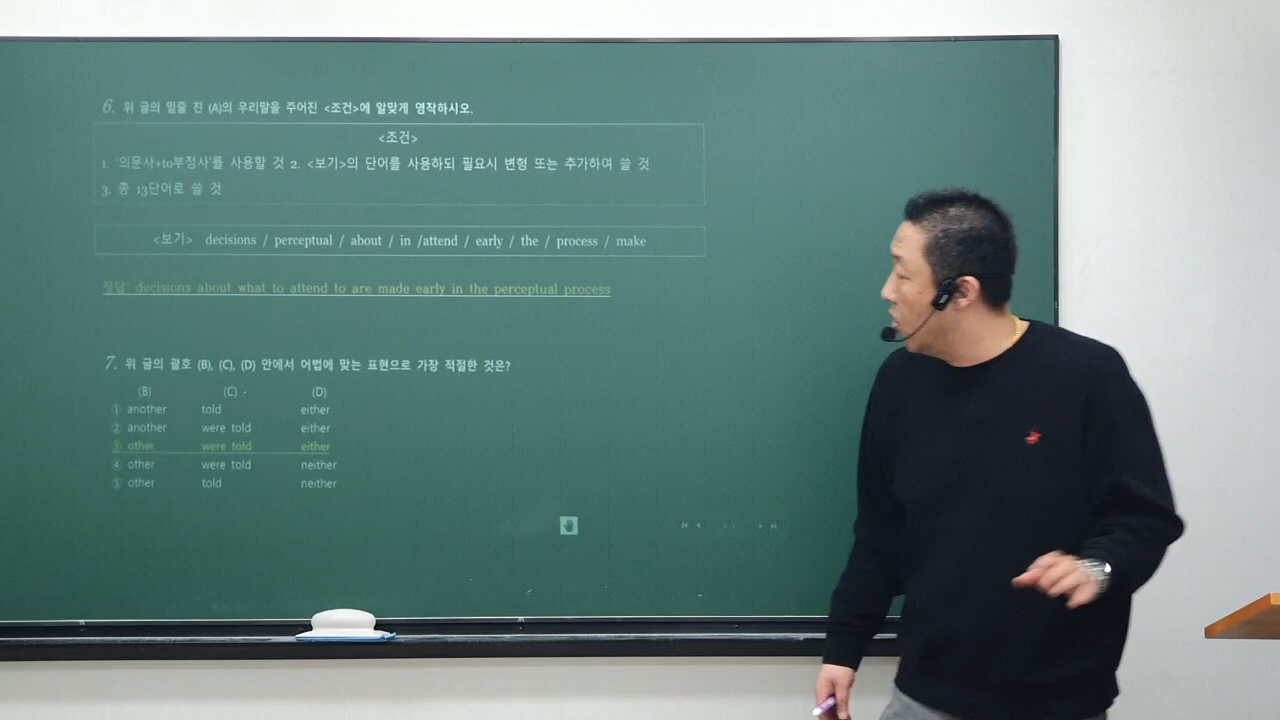 6. 위 글의 밑줄 친 (A)의 우리말을 주어진 <조건>에 알맞게 영작하시오.
<조건>
1. '의문사+to부정사'를 사용할 것 2. <보기>의 단어를 사용하되 필요시 변형 또는 추가하여 쓸 것
3. 총 13단어로 쓸 것
<보기> decisions / perceptual / about / in /attend / early / the / process / make
정답 decisions about what to attend to are made early in the perceptual process
7. 위 글의 괄호 (B), (C), (D) 안에서 어법에 맞는 표현으로 가장 적절한 것은?
(B) (C) (D)
① another told either
② another were told either
③ other were told either
④ other were told neither
⑤ other told neither